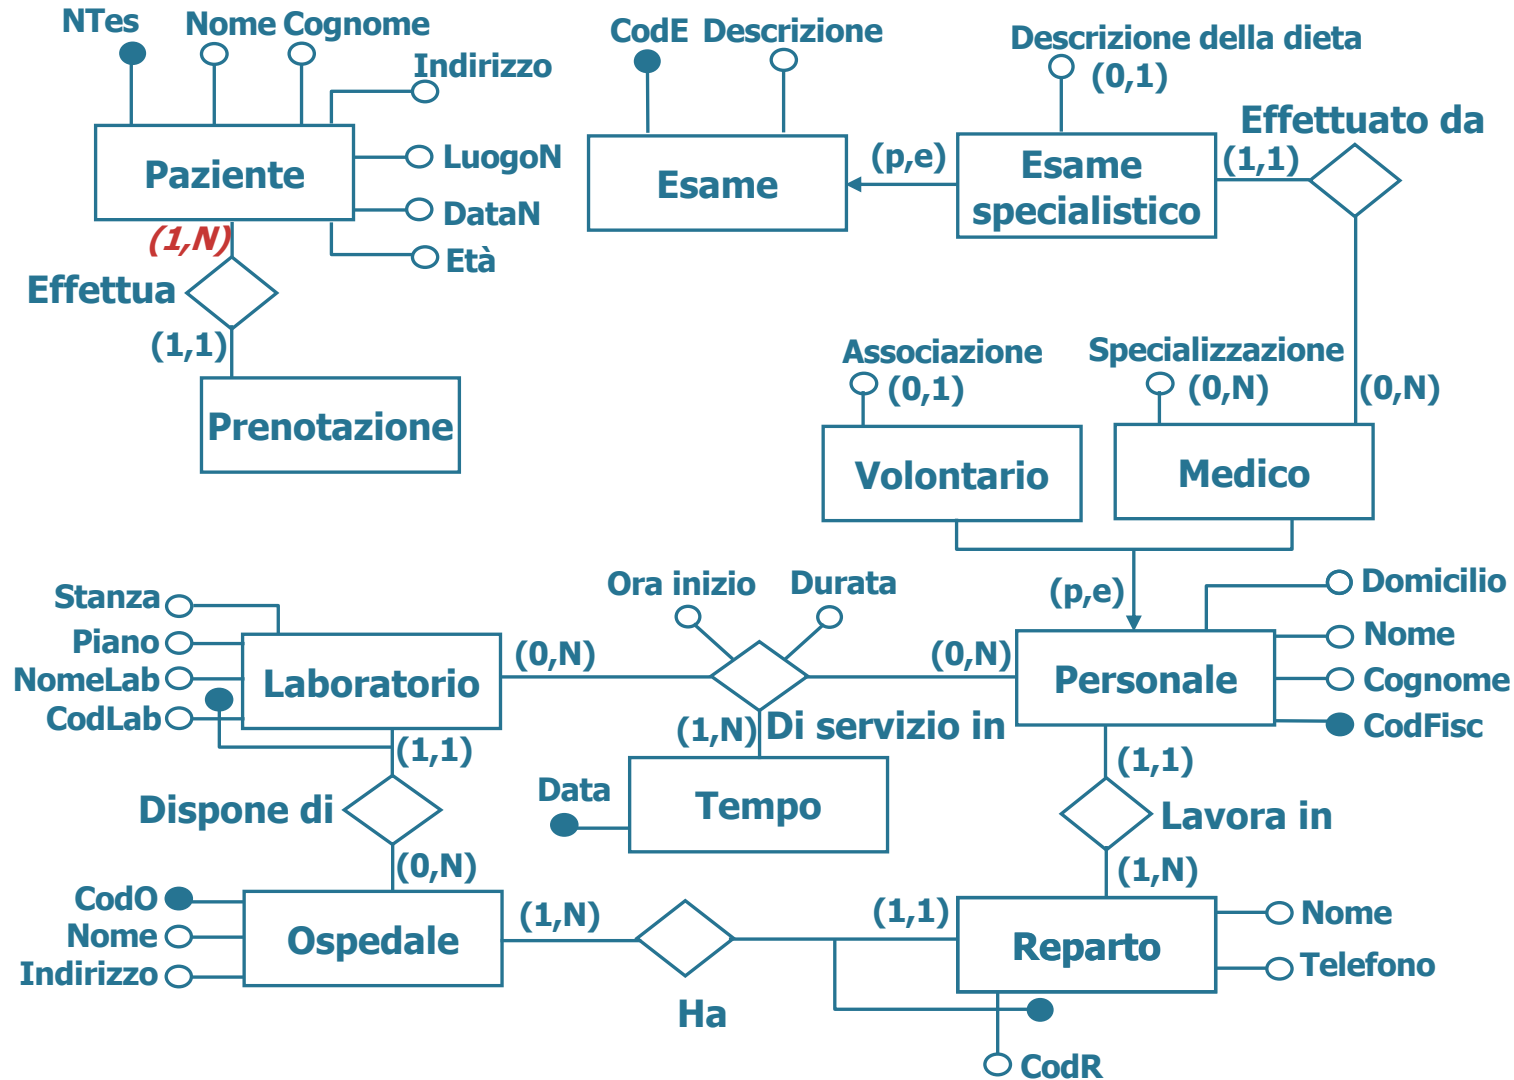 NTes
Nome Cognome
Indirizzo
Paziente
LuogoN
DataN
Età
(1,N)
Effettua
(1,1)
Prenotazione
CodE
Descrizione
Esame
(p,e)
Descrizione della dieta
(0,1)
Esame
specialistico
(1,1)
Effettuato da
(0,N)
Associazione
(0,1)
Volontario
Specializzazione
(0,N)
Medico
(p,e)
Domicilio
Nome
Cognome
CodFisc
Personale
Stanza
Piano
NomeLab
CodLab
Laboratorio
(0,N)
Ora inizio
Durata
(0,N)
Di servizio in
(1,N)
Data
Tempo
(1,1)
Dispone di
(0,N)
(1,1)
Lavora in
(1,N)
CodO
Nome
Indirizzo
Ospedale
(1,N)
Ha
(1,1)
Reparto
Nome
Telefono
CodR